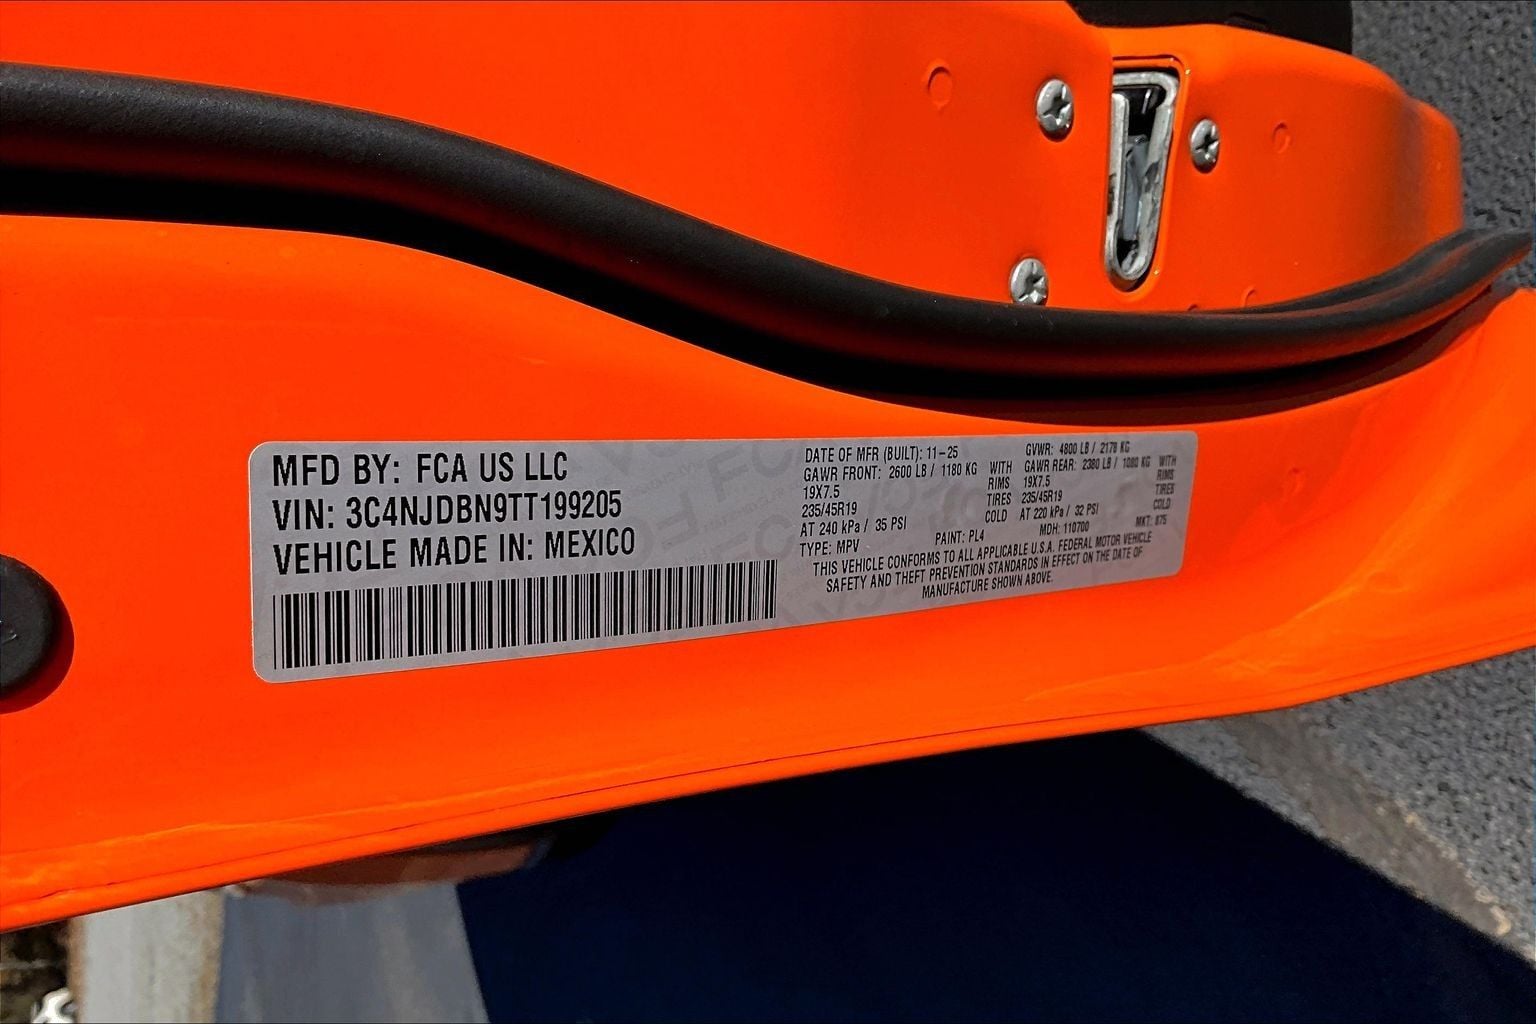 MFD BY: FCA US LLC
VIN: 3C4NJDBN9TT199205
VEHICLE MADE IN: MEXICO
DATE OF MFR (BUILT): 11-25 GVWR: 4800 LB / 2178 KG
GAWR FRONT: 2600 LB / 1180 KG WITH GAWR REAR: 2380 LB / 1080 KG WITH
19X7.5 RIMS 19X7.5 RIMS
235/45R19 TIRES 235/45R19 TIRES
AT 240 kPa / 35 PSI COLD AT 220 kPa / 32 PSI COLD
TYPE: MPV PAINT: PL4 MDH: 110700 MKT: 875
THIS VEHICLE CONFORMS TO ALL APPLICABLE U.S.A. FEDERAL MOTOR VEHICLE
SAFETY AND THEFT PREVENTION STANDARDS IN EFFECT ON THE DATE OF
MANUFACTURE SHOWN ABOVE.